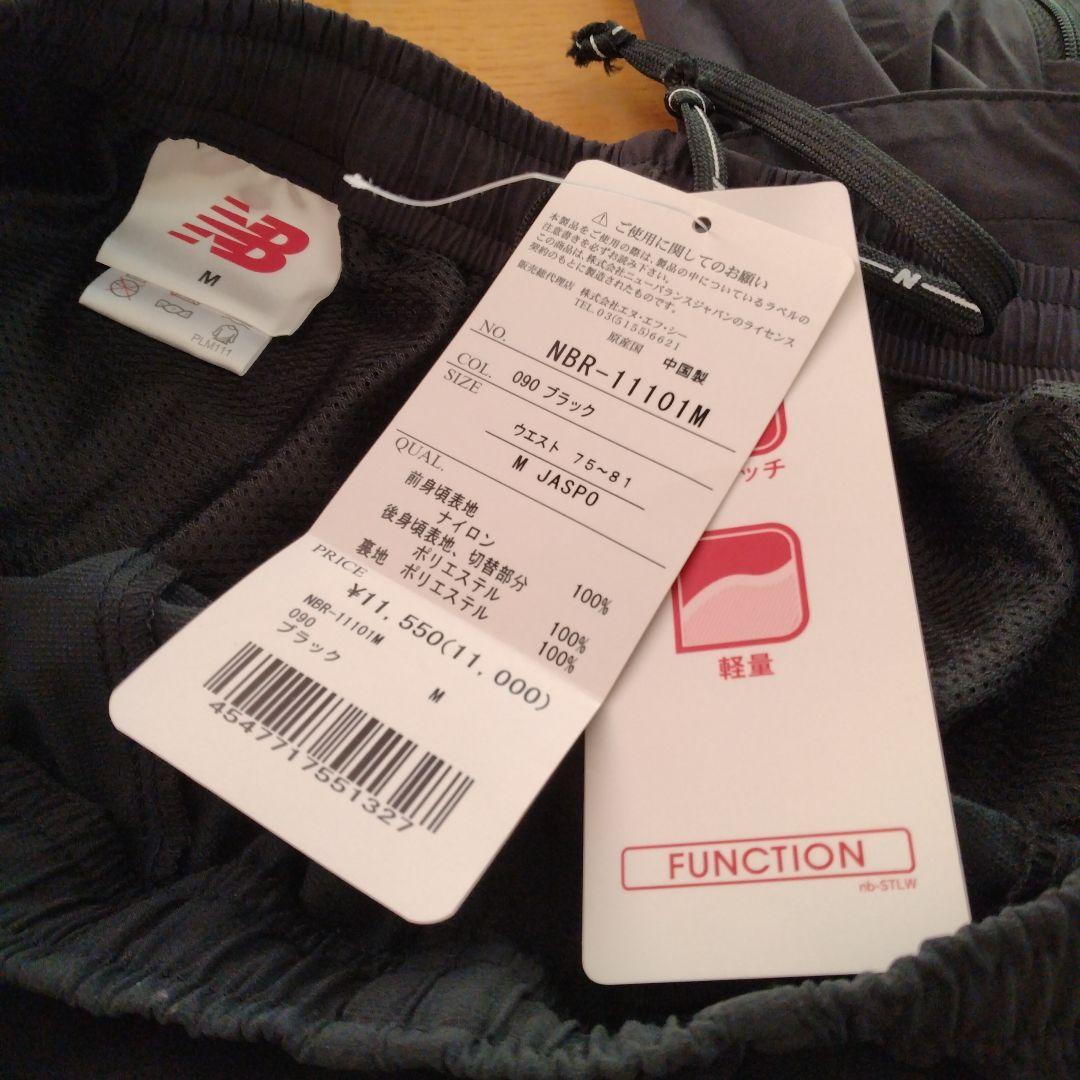 NB
M
PLM111
⚠ ご使用に関してのお願い
本製品をご使用の際は、製品の中についているラベルの
注意書きを必ずお読み下さい。
この商品は、株式会社ニューバランスジャパンのライセンス
契約のもとに製造されたものです。
販売総代理店 株式会社エヌ・エフ・シー
TEL.03(5155)6621
原産国 中国製
NO. NBR-11101M
COL. 090 ブラック
SIZE
ウエスト 75~81
M JASPO
QUAL.
前身頃表地
ナイロン 100%
後身頃表地、切替部分
ポリエステル 100%
裏地 ポリエステル 100%
PRICE
¥11,550(11,000)
NBR-11101M
090
ブラック M
4547717551327
ッチ
軽量
FUNCTION
nb-STLW
N